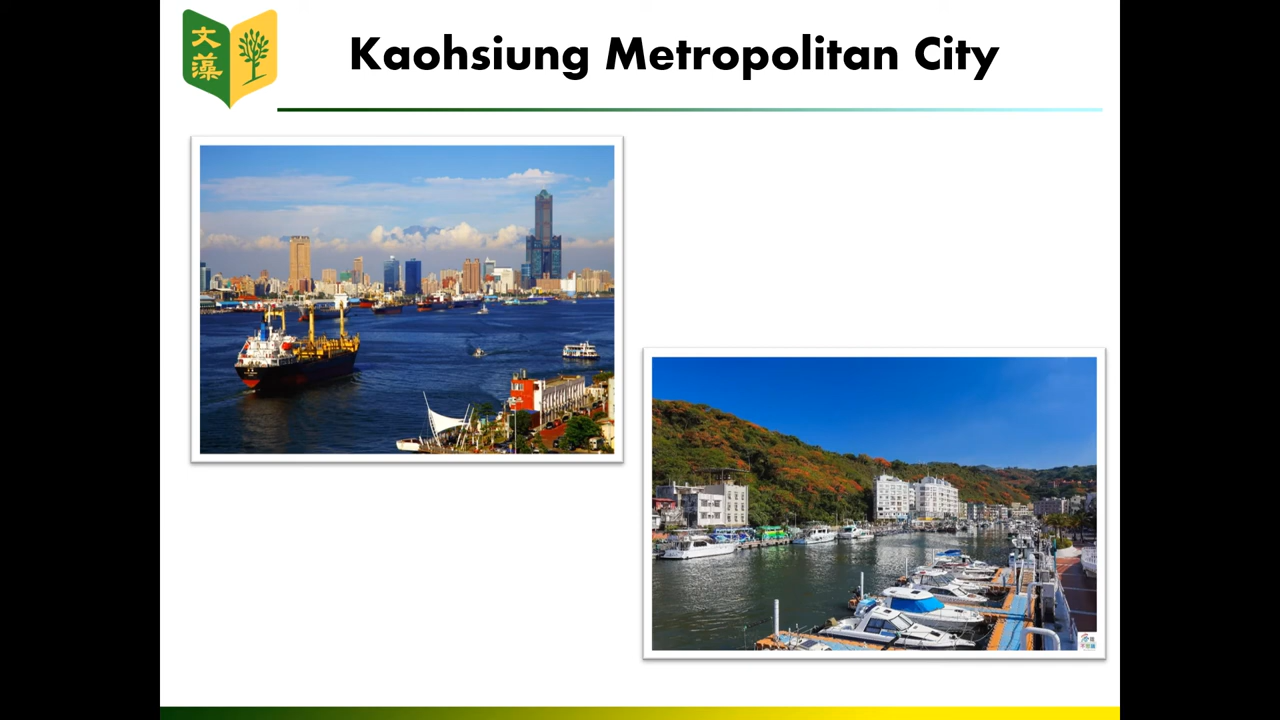 文
藻
Kaohsiung Metropolitan City